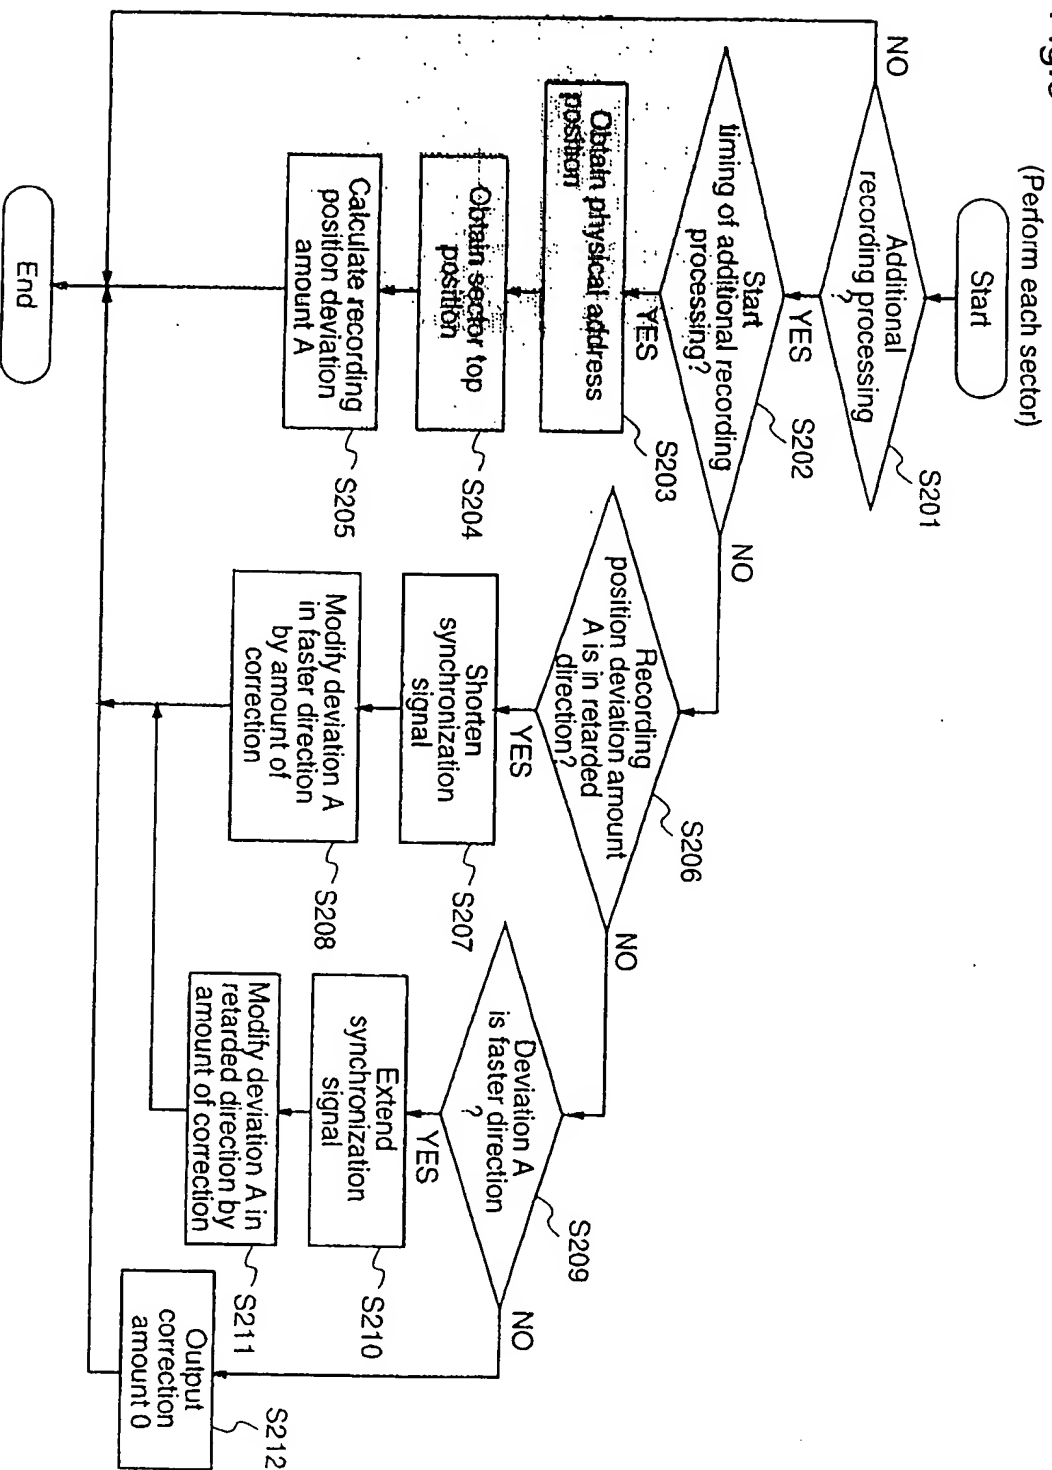 (Perform each sector)
Start
Additional
recording processing
?
S201
NO
YES
Start
timing of additional recording
processing?
S202
NO
YES
Obtain physical address
position
S203
Obtain sector top
position
S204
Calculate recording
position deviation
amount A
S205
Recording
position deviation amount
A is in retarded
direction?
S206
NO
YES
Shorten
synchronization
signal
S207
Modify deviation A
in faster direction
by amount of
correction
S208
Deviation A
is faster direction
?
S209
NO
YES
Extend
synchronization
signal
S210
Modify deviation A in
retarded direction by
amount of correction
S211
Output
correction
amount 0
S212
End